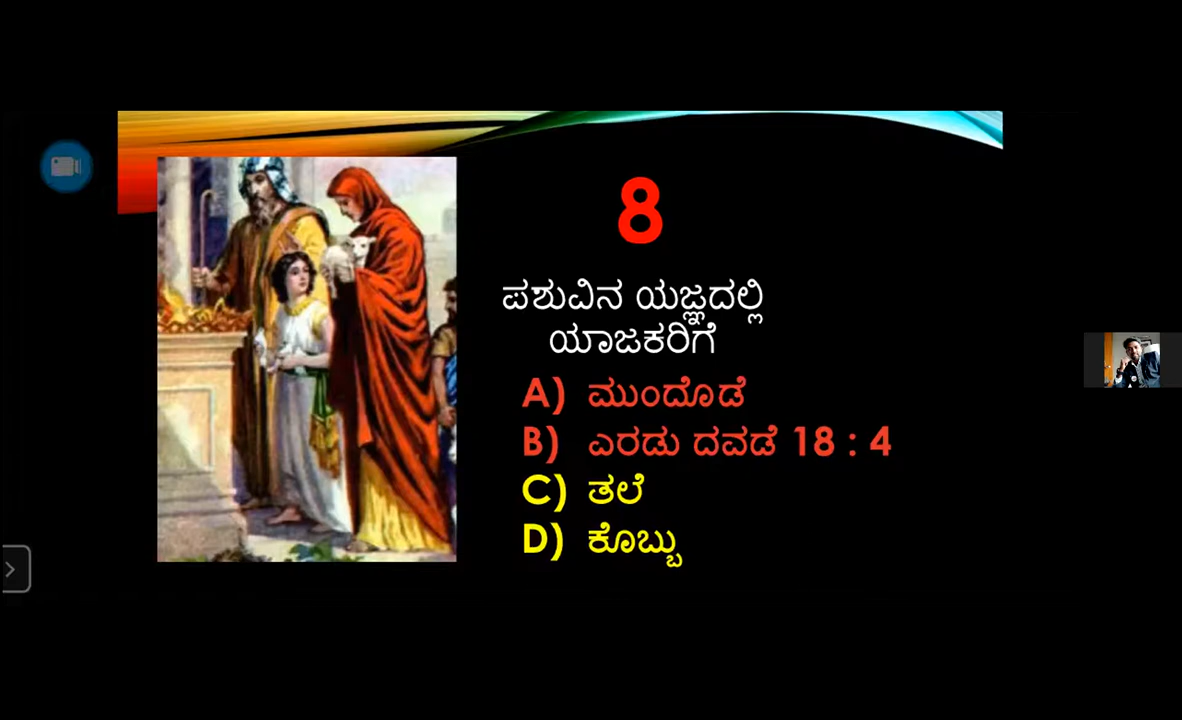 8
ಪಶುವಿನ ಯಜ್ಞದಲ್ಲಿ
ಯಾಜಕರಿಗೆ
A) ಮುಂದೊಡೆ
B) ಎರಡು ದವಡೆ 18 : 4
C) ತಲೆ
D) ಕೊಬ್ಬು